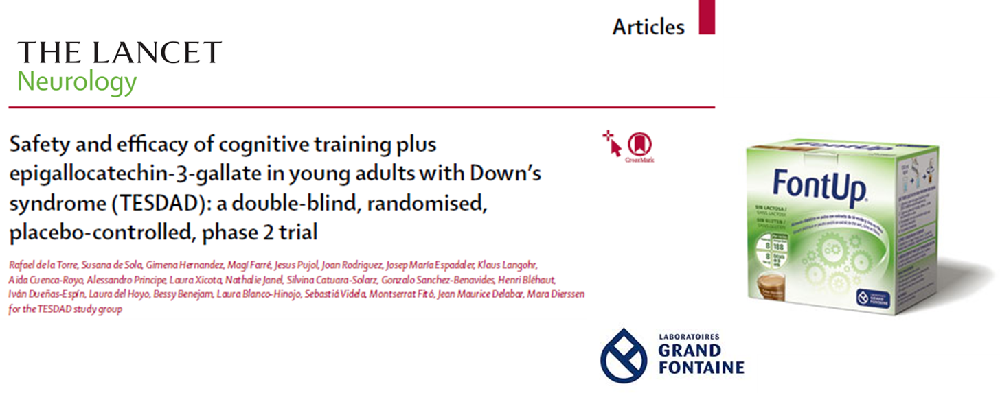 Articles
THE LANCET
Neurology
Safety and efficacy of cognitive training plus
epigallocatechin-3-gallate in young adults with Down's
syndrome (TESDAD): a double-blind, randomised,
placebo-controlled, phase 2 trial
CrossMark
Rafael de la Torre, Susana de Sola, Gimena Hernandez, Magí Farré, Jesus Pujol, Joan Rodriguez, Josep María Espadaler, Klaus Langohr,
Aida Cuenca-Royo, Alessandro Principe, Laura Xicota, Nathalie Janel, Silvina Catuara-Solarz, Gonzalo Sanchez-Benavides, Henri Bléhaut,
Iván Dueñas-Espín, Laura del Hoyo, Bessy Benejam, Laura Blanco-Hinojo, Sebastiá Videla, Montserrat Fitó, Jean Maurice Delabar, Mara Dierssen
for the TESDAD study group
FontUp
FontUp
SIN LACTOSA /
SANS LACTOSE
SIN GLUTEN /
SANS GLUTEN
8
188
8
GRAND
FONTAINE
LABORATOIRES
GRAND
FONTAINE